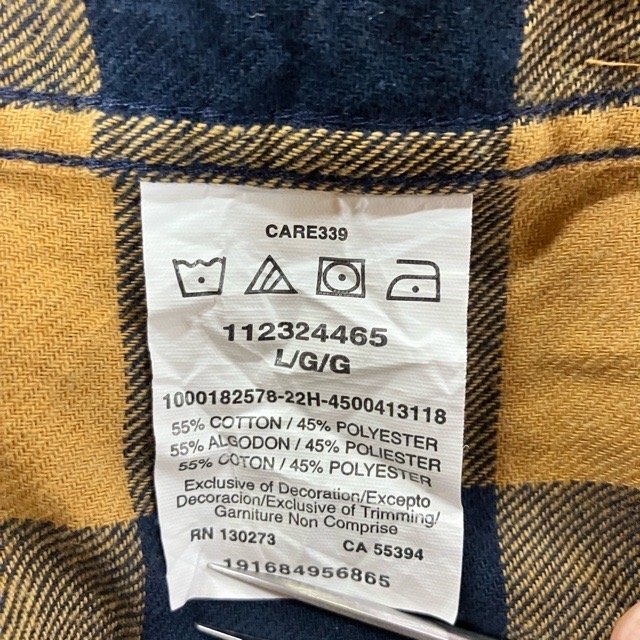 CARE339
112324465
L/G/G
1000182578-22H-4500413118
55% COTTON / 45% POLYESTER
55% ALGODON / 45% POLIESTER
55% COTON / 45% POLYESTER
Exclusive of Decoration/Excepto
Decoracion/Exclusive of Trimming/
Garniture Non Comprise
RN 130273 CA 55394
191684956865